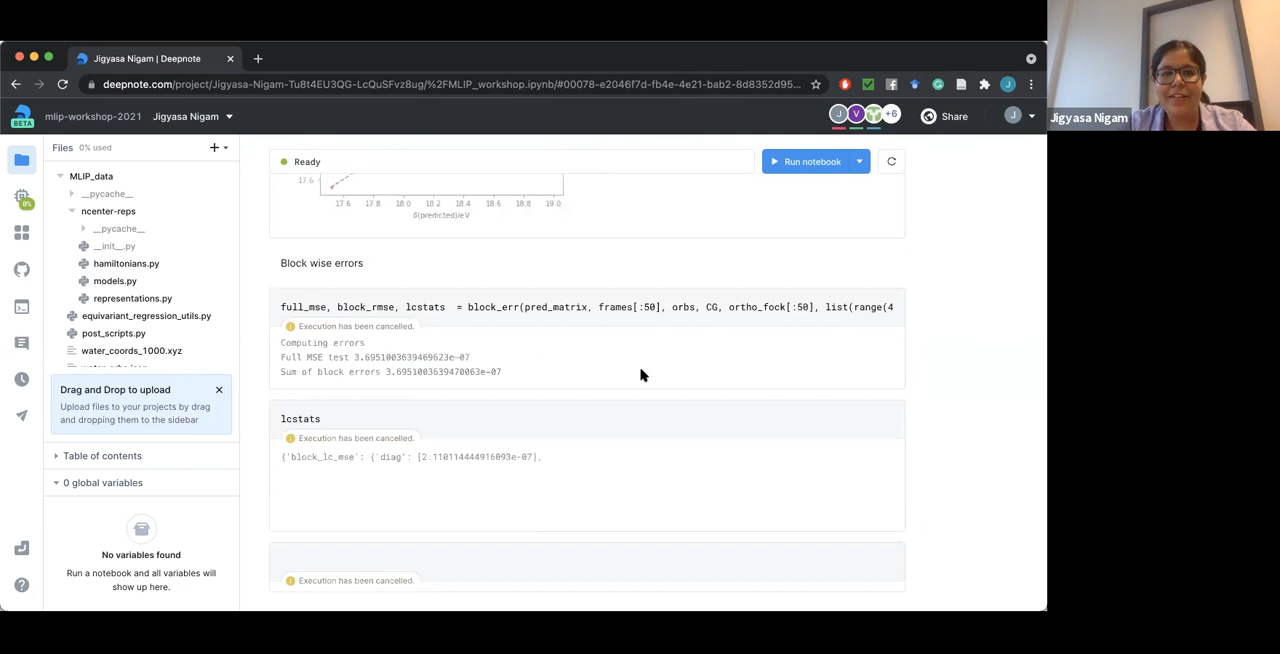 Jigyasa Nigam | Deepnote
deepnote.com/project/Jigyasa-Nigam-Tu8t4EU3QG-LcQuSFvz8ug/%2FMLIP_workshop.ipynb/#00078-e2046f7d-fb4e-4e21-bab2-8d8352d95...
J
BETA
mlip-workshop-2021 Jigyasa Nigam
J V +6 Share J
Jigyasa Nigam
Files 0% used
Ready
Run notebook
MLIP_data
__pycache__
ncenter-reps
__pycache__
__init__.py
hamiltonians.py
models.py
representations.py
equivariant_regression_utils.py
post_scripts.py
water_coords_1000.xyz
0%
Drag and Drop to upload
Upload files to your projects by drag
and dropping them to the sidebar
Table of contents
0 global variables
No variables found
Run a notebook and all variables will
show up here.
17.6
17.6 17.8 18.0 18.2 18.4 18.6 18.8 19.0
(predicted)/eV
Block wise errors
full_mse, block_rmse, lcstats = block_err(pred_matrix, frames[:50], orbs, CG, ortho_fock[:50], list(range(4
Execution has been cancelled.
Computing errors
Full MSE test 3.6951003639469623e-07
Sum of block errors 3.6951003639470063e-07
lcstats
Execution has been cancelled.
{'block_lc_mse': {'diag': [2.110114444916093e-07],
Execution has been cancelled.